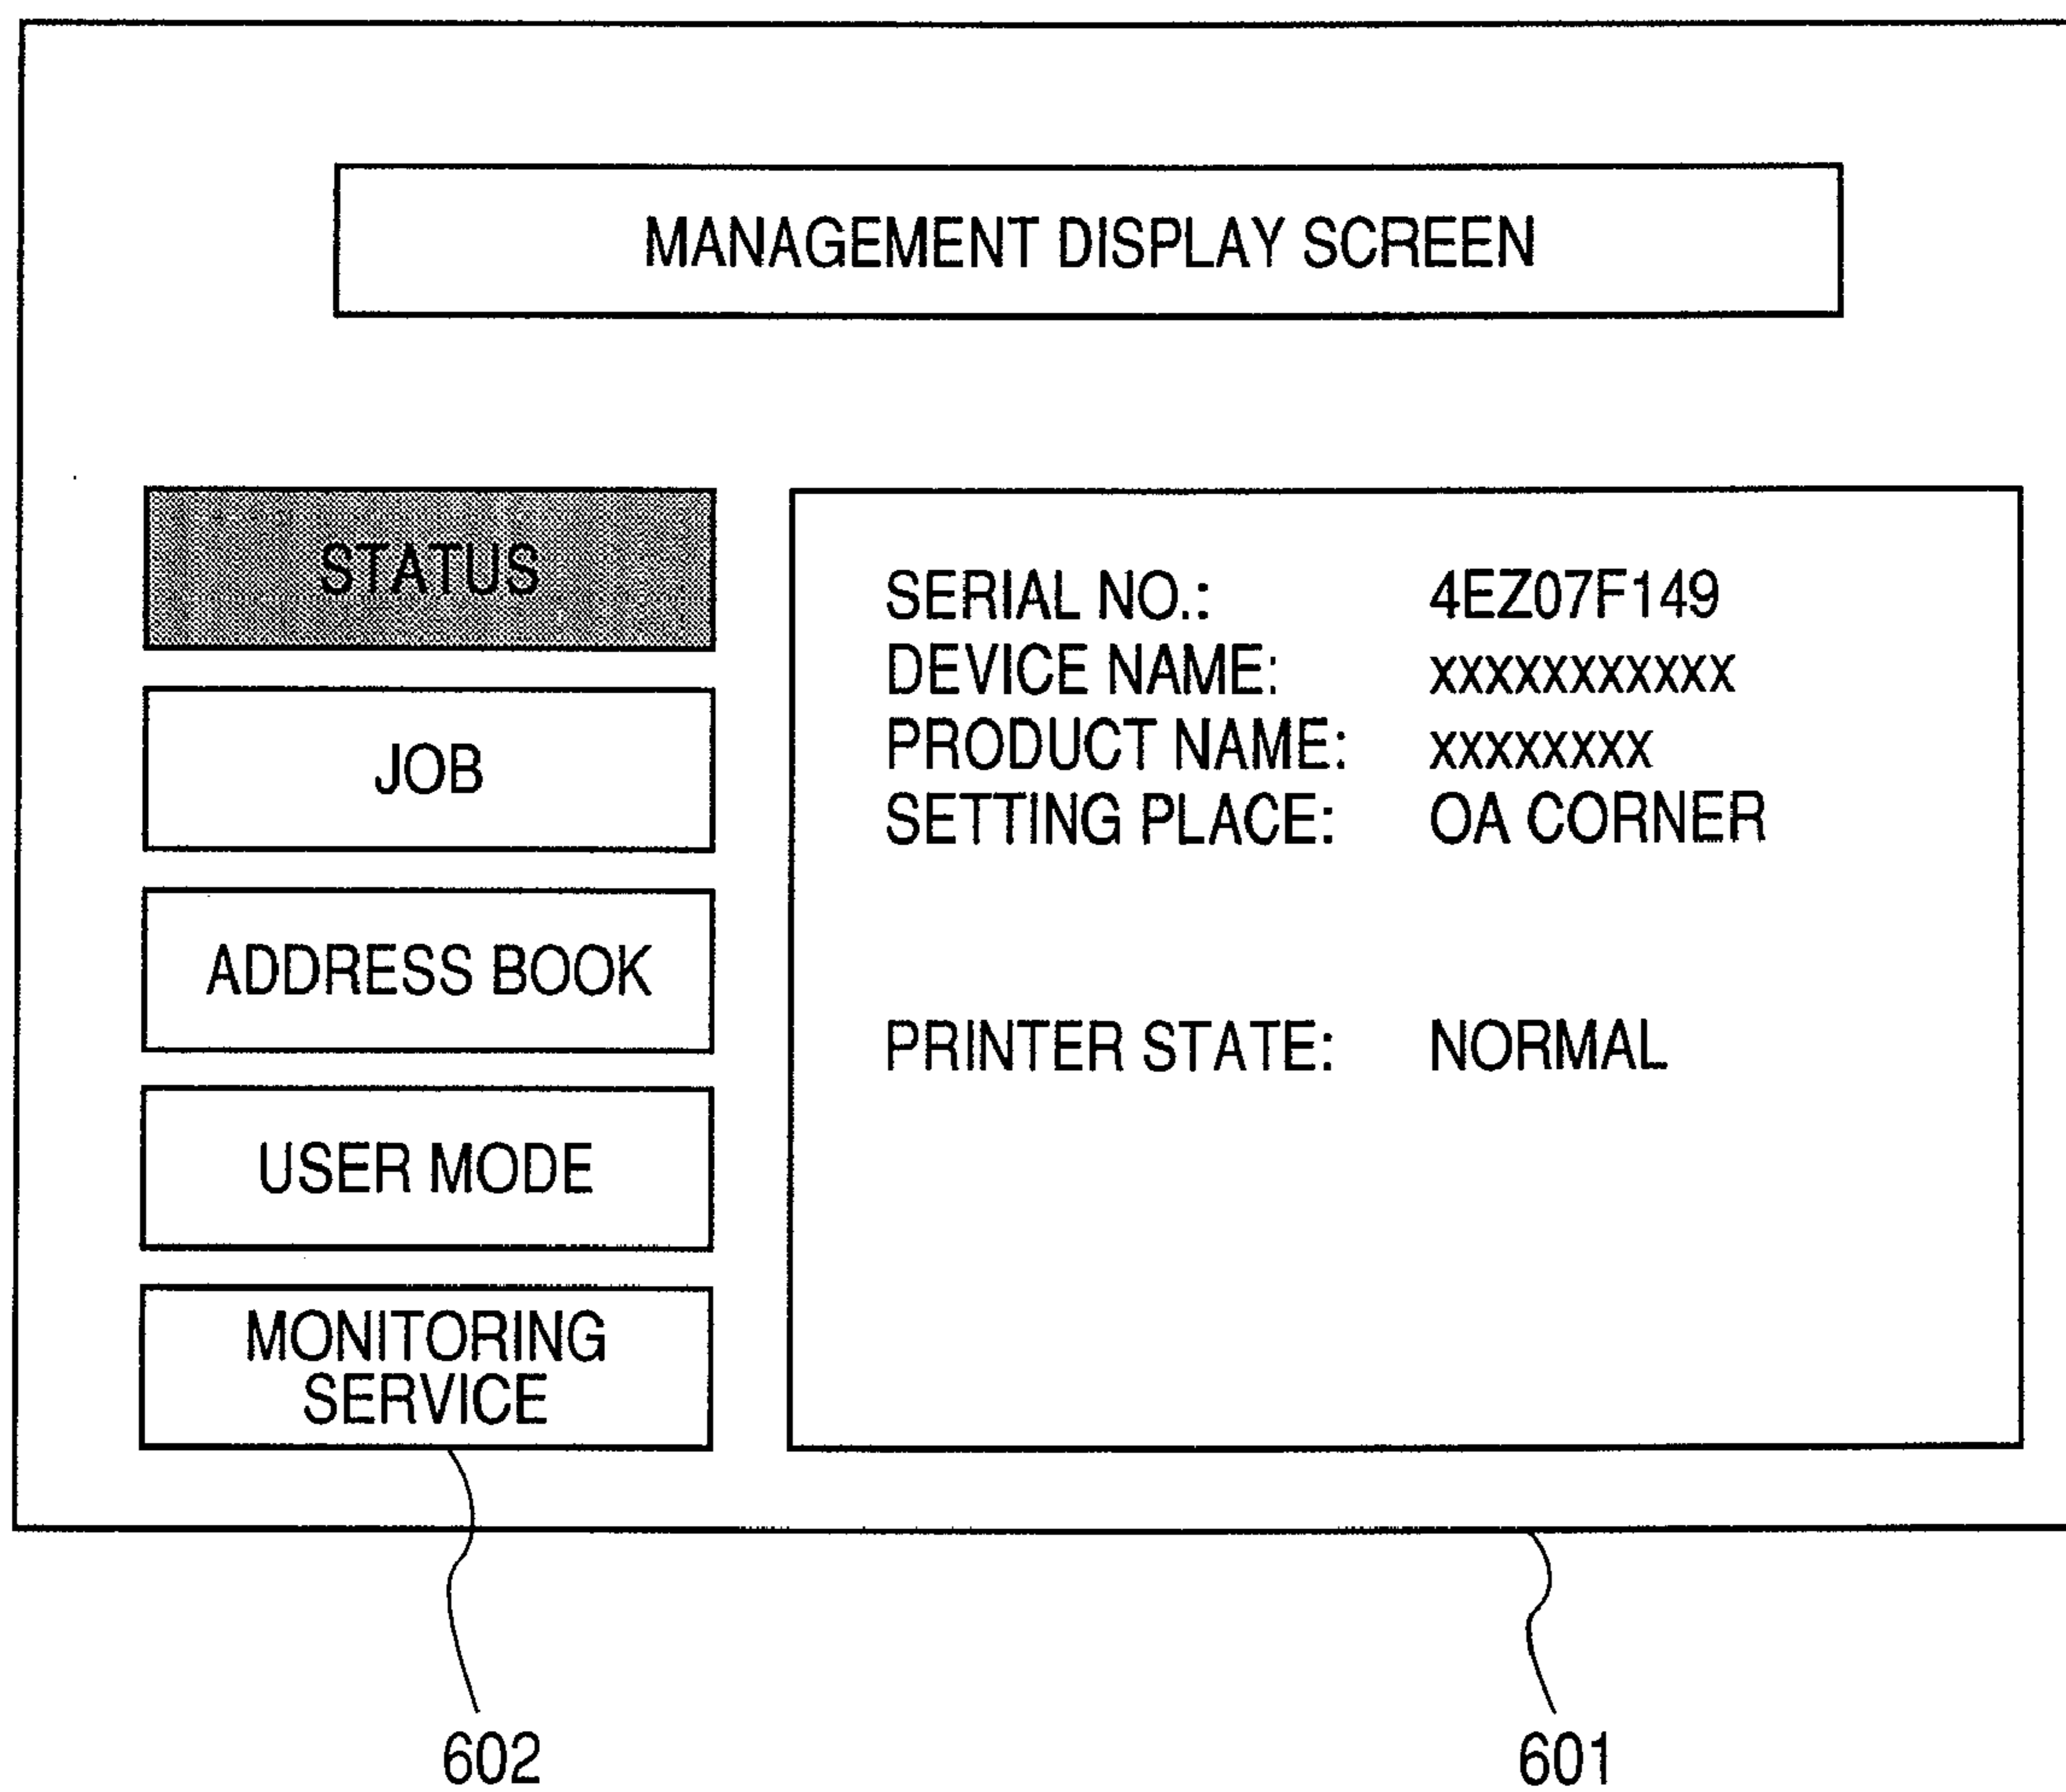 MANAGEMENT DISPLAY SCREEN
STATUS
JOB
ADDRESS BOOK
USER MODE
MONITORING
SERVICE
SERIAL NO.: 4EZ07F149
DEVICE NAME: XXXXXXXXXXX
PRODUCT NAME: XXXXXXXX
SETTING PLACE: OA CORNER
PRINTER STATE: NORMAL
602
601